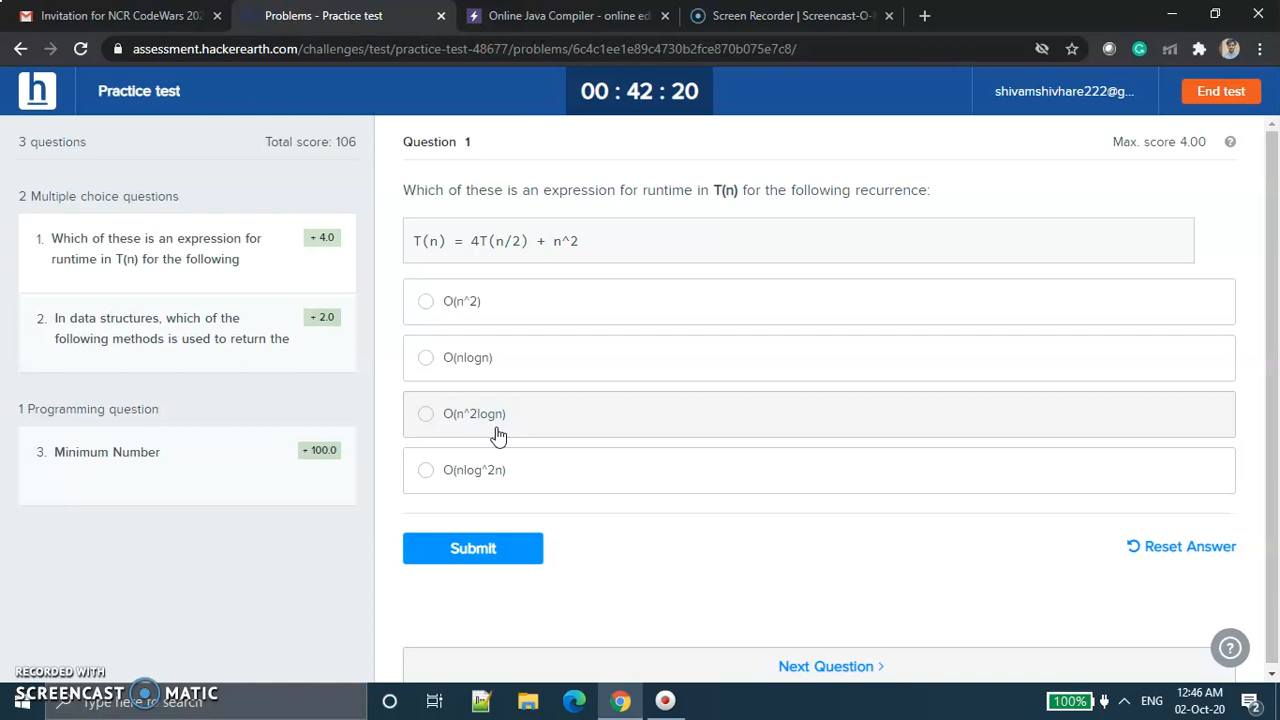 Invitation for NCR CodeWars 202
Problems - Practice test
Online Java Compiler - online ed
Screen Recorder | Screencast-O-
assessment.hackerearth.com/challenges/test/practice-test-48677/problems/6c4c1ee1e89c4730b2fce870b075e7c8/
h
Practice test
00 : 42 : 20
shivamshivhare222@g...
End test
3 questions
Total score: 106
2 Multiple choice questions
1. Which of these is an expression for
runtime in T(n) for the following
+ 4.0
2. In data structures, which of the
following methods is used to return the
+ 2.0
1 Programming question
3. Minimum Number
+ 100.0
Question 1
Max. score 4.00
Which of these is an expression for runtime in T(n) for the following recurrence:
T(n) = 4T(n/2) + n^2
O(n^2)
O(nlogn)
O(n^2logn)
O(nlog^2n)
Submit
Reset Answer
Next Question >
?
RECORDED WITH
SCREENCAST MATIC
Type here to search
100%
ENG
12:46 AM
02-Oct-20
2